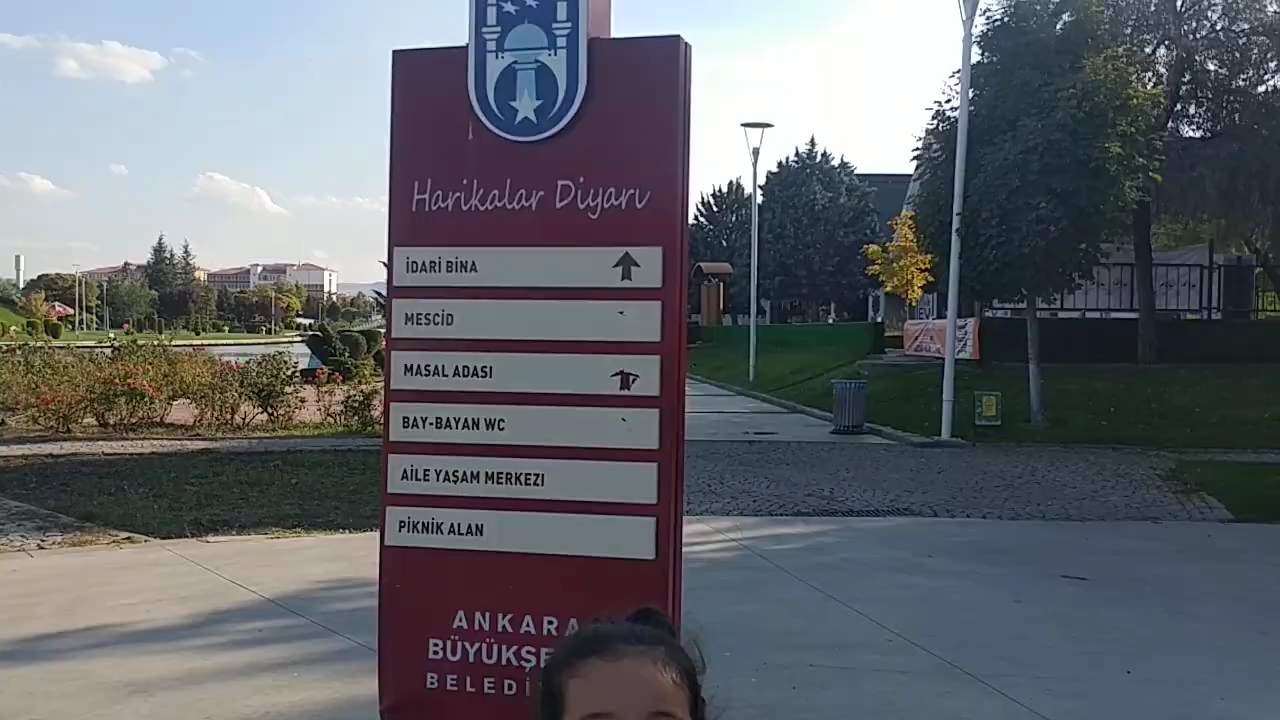 Harikalar Diyarı
İDARİ BİNA
MESCİD
MASAL ADASI
BAY-BAYAN WC
AİLE YAŞAM MERKEZİ
PİKNİK ALAN
ANKARA